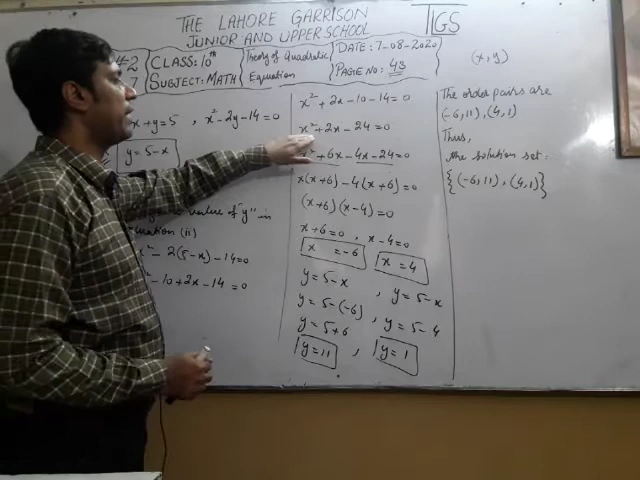 THE LAHORE GARRISON
JUNIOR AND UPPER SCHOOL
TLGS
CLASS: 10th
SUBJECT: MATH
Theory of Quadratic
Equation
DATE: 7-08-2020
PAGE NO: 43
(x, y)
x + y = 5 , x² - 2y - 14 = 0
y = 5 - x
value of "y" in
equation (ii)
x² - 2(5 - x) - 14 = 0
- 10 + 2x - 14 = 0
x² + 2x - 10 - 14 = 0
x² + 2x - 24 = 0
+ 6x - 4x - 24 = 0
x(x + 6) - 4(x + 6) = 0
(x + 6)(x - 4) = 0
x + 6 = 0 , x - 4 = 0
x = -6 x = 4
y = 5 - x , y = 5 - x
y = 5 - (-6) , y = 5 - 4
y = 5 + 6
y = 11 , y = 1
The order pairs are
(-6, 11), (4, 1)
Thus,
the solution set:
{(-6, 11), (4, 1)}